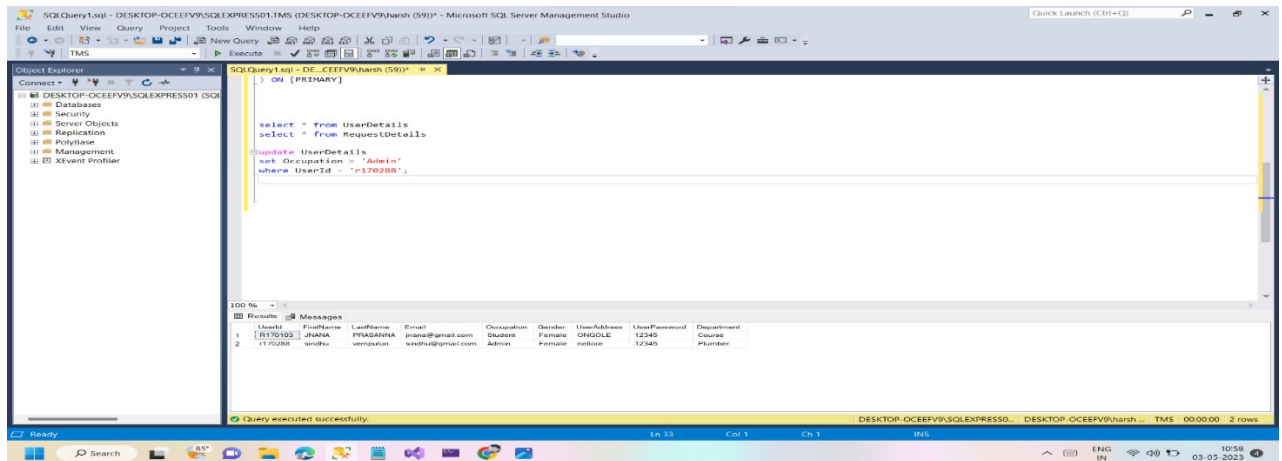 SQLQuery1.sql - DESKTOP-OCEEFV9\SQLEXPRESS01.TMS (DESKTOP-OCEEFV9\harsh (59))* - Microsoft SQL Server Management Studio
Quick Launch (Ctrl+Q)
File Edit View Query Project Tools Window Help
New Query
TMS
Execute
Object Explorer
SQLQuery1.sql - DE...CEEFV9\harsh (59))*
Connect
DESKTOP-OCEEFV9\SQLEXPRESS01 (SQL
Databases
Security
Server Objects
Replication
PolyBase
Management
XEvent Profiler
) ON [PRIMARY]
select * from UserDetails
select * from RequestDetails
update UserDetails
set Occupation = 'Admin'
where UserId = 'r170288';
100 %
Results Messages
UserId FirstName LastName Email Occupation Gender UserAddress UserPassword Department
1 R170103 JNANA PRASANNA jnana@gmail.com Student Female ONGOLE 12345 Course
2 r170288 sindhu vempuluri sindhu@gmail.com Admin Female nellore 12345 Plumber
Query executed successfully.
DESKTOP-OCEEFV9\SQLEXPRESS0... DESKTOP-OCEEFV9\harsh ... TMS 00:00:00 2 rows
Ready Ln 33 Col 1 Ch 1 INS
Search
85°
ENG
IN
10:58
03-05-2023
4